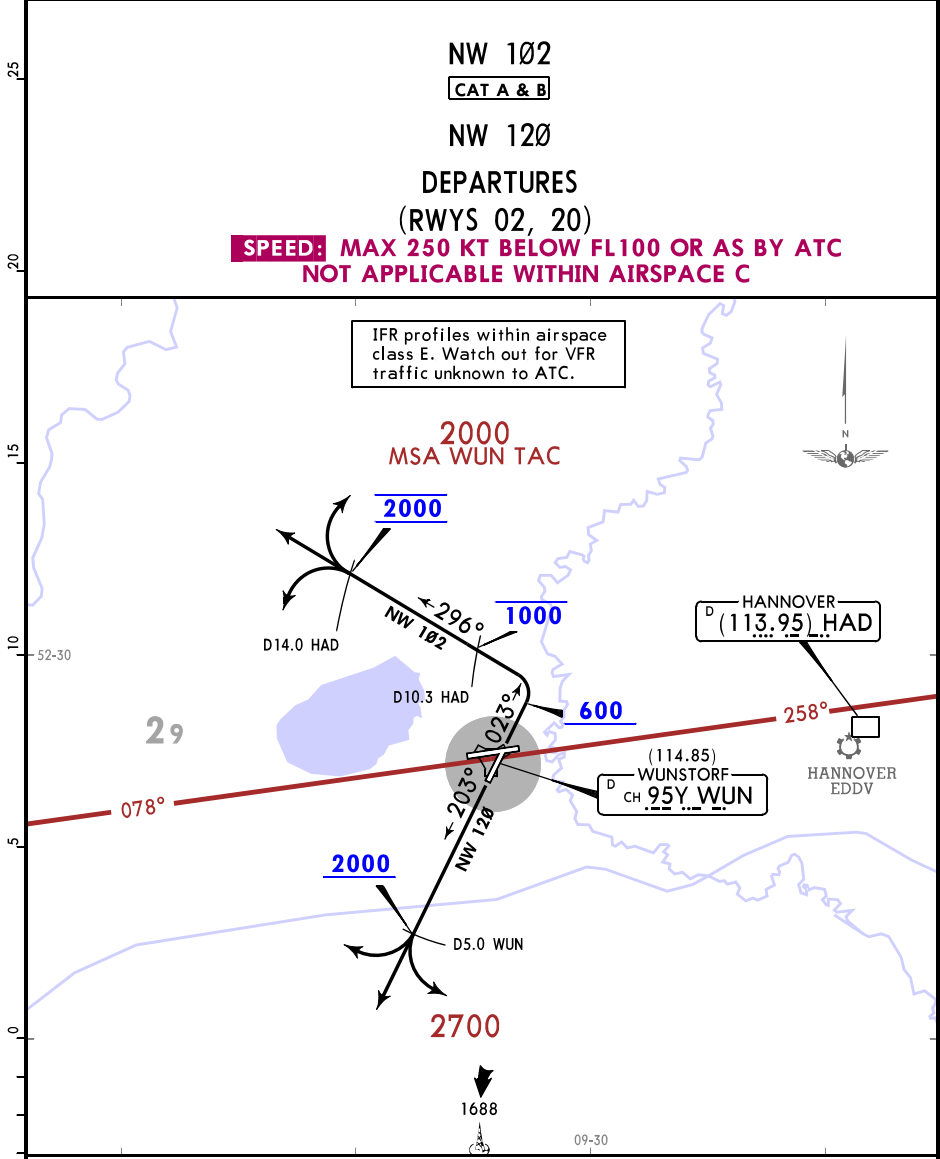 NW 1Ø2
CAT A & B
NW 12Ø
DEPARTURES
(RWYS 02, 20)
SPEED: MAX 250 KT BELOW FL100 OR AS BY ATC
NOT APPLICABLE WITHIN AIRSPACE C
25
20
15
10
5
0
IFR profiles within airspace
class E. Watch out for VFR
traffic unknown to ATC.
N
2000
MSA WUN TAC
2000
1000
296°
NW 1Ø2
D14.0 HAD
D10.3 HAD
HANNOVER
D (113.95) HAD
52-30
600
258°
29
023°
HANNOVER
EDDV
(114.85)
WUNSTORF
D CH 95Y WUN
078°
203°
NW 12Ø
2000
D5.0 WUN
2700
1688
09-30